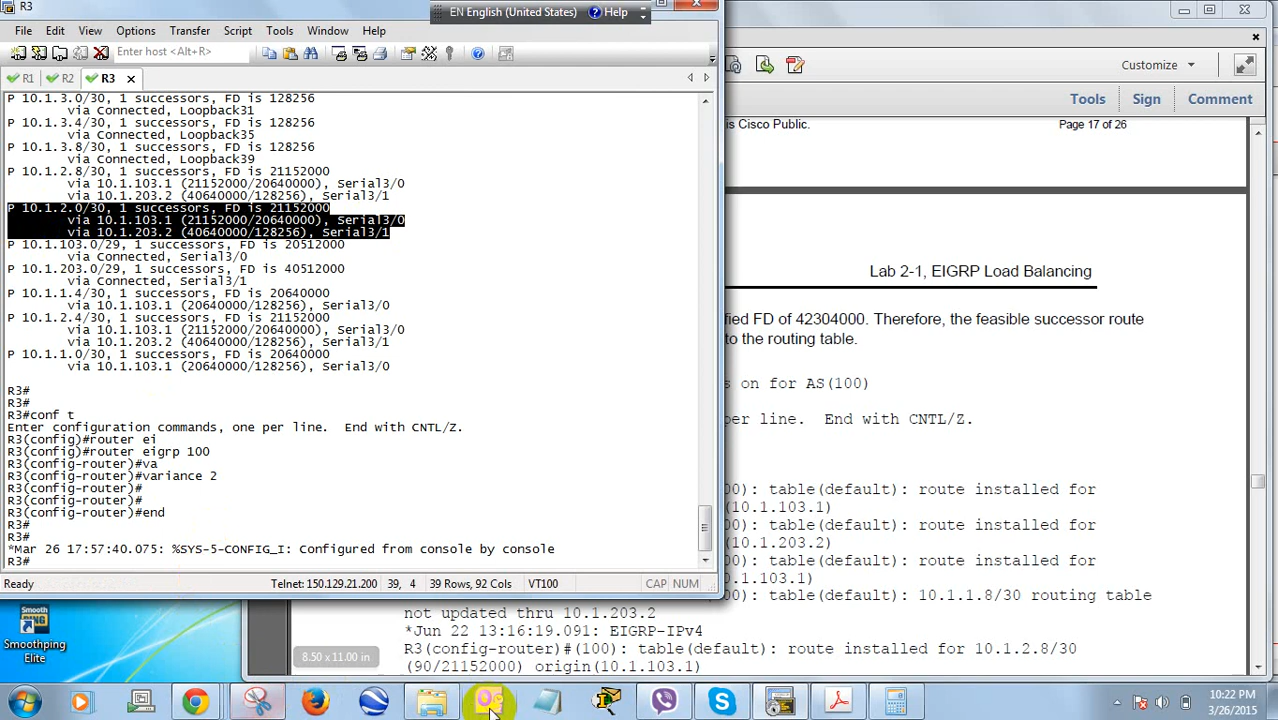 R3
EN English (United States)
Help
File Edit View Options Transfer Script Tools Window Help
Enter host <Alt+R>
R1
R2
R3
P 10.1.3.0/30, 1 successors, FD is 128256
via Connected, Loopback31
P 10.1.3.4/30, 1 successors, FD is 128256
via Connected, Loopback35
P 10.1.3.8/30, 1 successors, FD is 128256
via Connected, Loopback39
P 10.1.2.8/30, 1 successors, FD is 21152000
via 10.1.103.1 (21152000/20640000), Serial3/0
via 10.1.203.2 (40640000/128256), Serial3/1
P 10.1.2.0/30, 1 successors, FD is 21152000
via 10.1.103.1 (21152000/20640000), Serial3/0
via 10.1.203.2 (40640000/128256), Serial3/1
P 10.1.103.0/29, 1 successors, FD is 20512000
via Connected, Serial3/0
P 10.1.203.0/29, 1 successors, FD is 40512000
via Connected, Serial3/1
P 10.1.1.4/30, 1 successors, FD is 20640000
via 10.1.103.1 (20640000/128256), Serial3/0
P 10.1.2.4/30, 1 successors, FD is 21152000
via 10.1.103.1 (21152000/20640000), Serial3/0
via 10.1.203.2 (40640000/128256), Serial3/1
P 10.1.1.0/30, 1 successors, FD is 20640000
via 10.1.103.1 (20640000/128256), Serial3/0
R3#
R3#
R3#conf t
Enter configuration commands, one per line. End with CNTL/Z.
R3(config)#router ei
R3(config)#router eigrp 100
R3(config-router)#va
R3(config-router)#variance 2
R3(config-router)#
R3(config-router)#
R3(config-router)#end
R3#
*Mar 26 17:57:40.075: %SYS-5-CONFIG_I: Configured from console by console
R3#
Ready
Telnet: 150.129.21.200
39, 4
39 Rows, 92 Cols
VT100
CAP NUM
Customize
Tools
Sign
Comment
is Cisco Public.
Page 17 of 26
Lab 2-1, EIGRP Load Balancing
fied FD of 42304000. Therefore, the feasible successor route
to the routing table.
s on for AS(100)
per line. End with CNTL/Z.
00): table(default): route installed for
(10.1.103.1)
00): table(default): route installed for
(10.1.203.2)
00): table(default): route installed for
0.1.103.1)
00): table(default): 10.1.1.8/30 routing table
not updated thru 10.1.203.2
*Jun 22 13:16:19.091: EIGRP-IPv4
R3(config-router)#(100): table(default): route installed for 10.1.2.8/30
(90/21152000) origin(10.1.103.1)
8.50 x 11.00 in
Smooth
ping
Smoothping
Elite
10:22 PM
3/26/2015